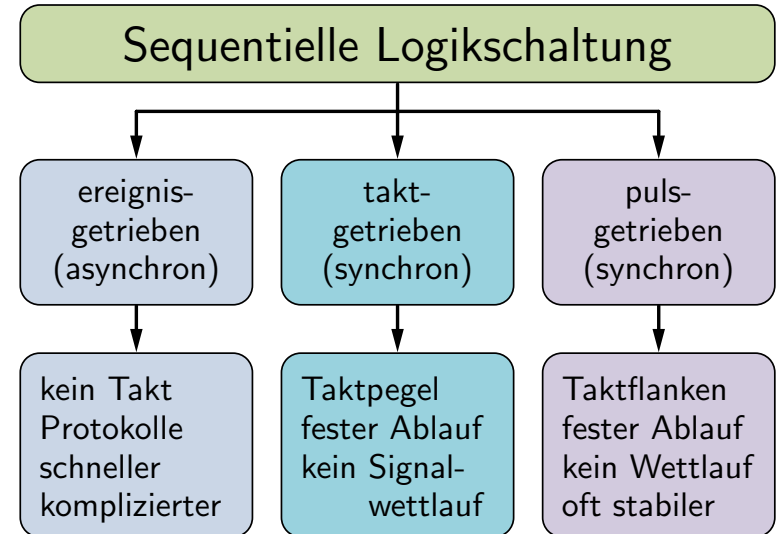 Sequentielle Logikschaltung
ereignis-
getrieben
(asynchron)
takt-
getrieben
(synchron)
puls-
getrieben
(synchron)
kein Takt
Protokolle
schneller
komplizierter
Taktpegel
fester Ablauf
kein Signal-
wettlauf
Taktflanken
fester Ablauf
kein Wettlauf
oft stabiler